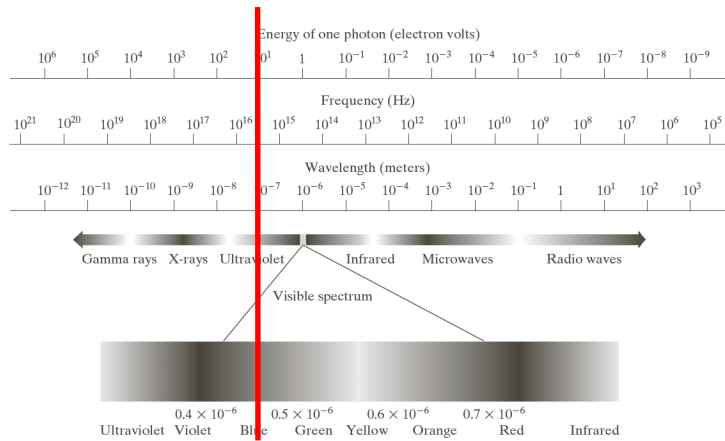 Energy of one photon (electron volts)
10⁶ 10⁵ 10⁴ 10³ 10² 10¹ 1 10⁻¹ 10⁻² 10⁻³ 10⁻⁴ 10⁻⁵ 10⁻⁶ 10⁻⁷ 10⁻⁸ 10⁻⁹
Frequency (Hz)
10²¹ 10²⁰ 10¹⁹ 10¹⁸ 10¹⁷ 10¹⁶ 10¹⁵ 10¹⁴ 10¹³ 10¹² 10¹¹ 10¹⁰ 10⁹ 10⁸ 10⁷ 10⁶ 10⁵
Wavelength (meters)
10⁻¹² 10⁻¹¹ 10⁻¹⁰ 10⁻⁹ 10⁻⁸ 10⁻⁷ 10⁻⁶ 10⁻⁵ 10⁻⁴ 10⁻³ 10⁻² 10⁻¹ 1 10¹ 10² 10³
Gamma rays X-rays Ultraviolet Infrared Microwaves Radio waves
Visible spectrum
0.4 × 10⁻⁶ 0.5 × 10⁻⁶ 0.6 × 10⁻⁶ 0.7 × 10⁻⁶
Ultraviolet Violet Blue Green Yellow Orange Red Infrared